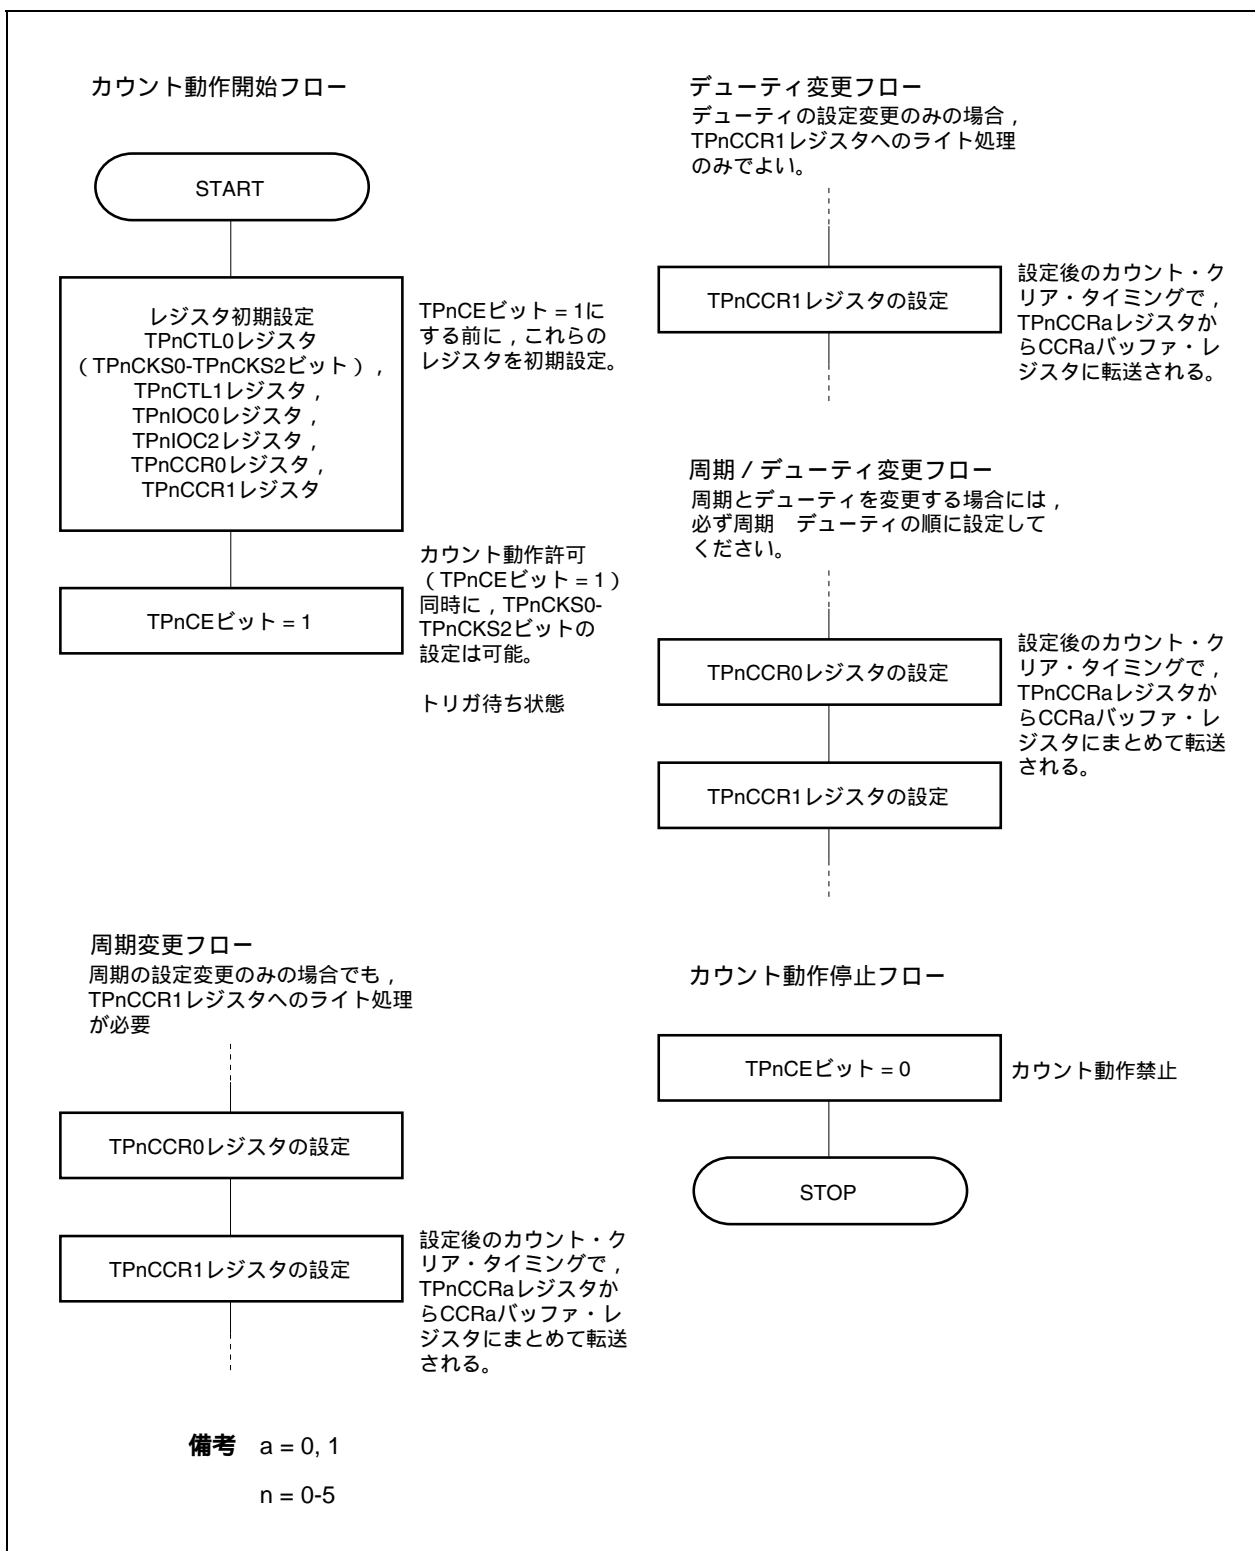 カウント動作開始フロー
START
レジスタ初期設定
TPnCTL0レジスタ
（TPnCKS0-TPnCKS2ビット），
TPnCTL1レジスタ，
TPnIOC0レジスタ，
TPnIOC2レジスタ，
TPnCCR0レジスタ，
TPnCCR1レジスタ
TPnCEビット = 1に
する前に，これらの
レジスタを初期設定。
TPnCEビット = 1
カウント動作許可
（TPnCEビット = 1）
同時に，TPnCKS0-
TPnCKS2ビットの
設定は可能。
トリガ待ち状態
周期変更フロー
周期の設定変更のみの場合でも，
TPnCCR1レジスタへのライト処理
が必要
TPnCCR0レジスタの設定
TPnCCR1レジスタの設定
設定後のカウント・ク
リア・タイミングで，
TPnCCRaレジスタか
らCCRaバッファ・レ
ジスタにまとめて転送
される。
デューティ変更フロー
デューティの設定変更のみの場合，
TPnCCR1レジスタへのライト処理
のみでよい。
TPnCCR1レジスタの設定
設定後のカウント・ク
リア・タイミングで，
TPnCCRaレジスタか
らCCRaバッファ・レ
ジスタに転送される。
周期 / デューティ変更フロー
周期とデューティを変更する場合には，
必ず周期　デューティの順に設定して
ください。
TPnCCR0レジスタの設定
設定後のカウント・ク
リア・タイミングで，
TPnCCRaレジスタか
らCCRaバッファ・レ
ジスタにまとめて転送
される。
TPnCCR1レジスタの設定
カウント動作停止フロー
TPnCEビット = 0
カウント動作禁止
STOP
備考　a = 0, 1
n = 0-5